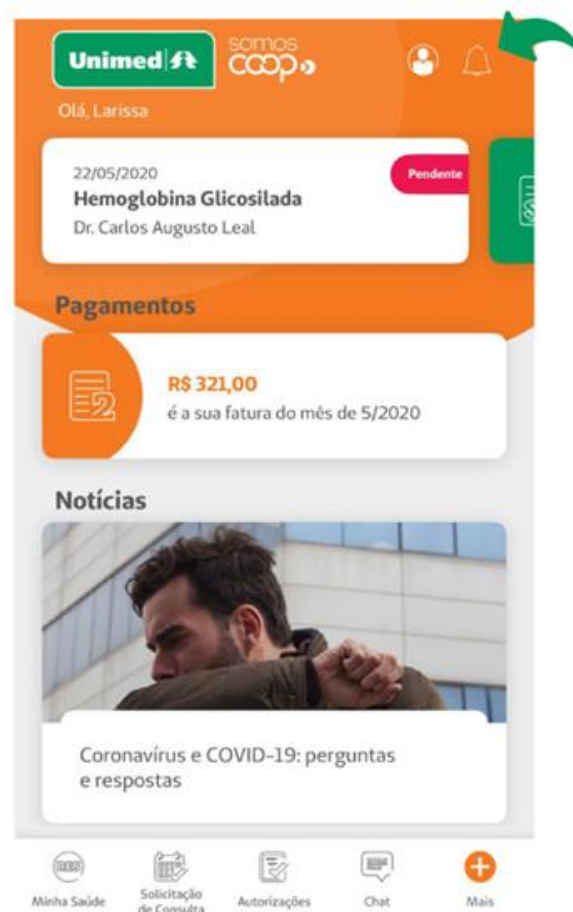 Unimed
somos
coop
Olá, Larissa
22/05/2020
Pendente
Hemoglobina Glicosilada
Dr. Carlos Augusto Leal
Pagamentos
R$ 321,00
é a sua fatura do mês de 5/2020
Notícias
Coronavírus e COVID-19: perguntas
e respostas
RES
Minha Saúde
Solicitação
de Consulta
Autorizações
Chat
Mais